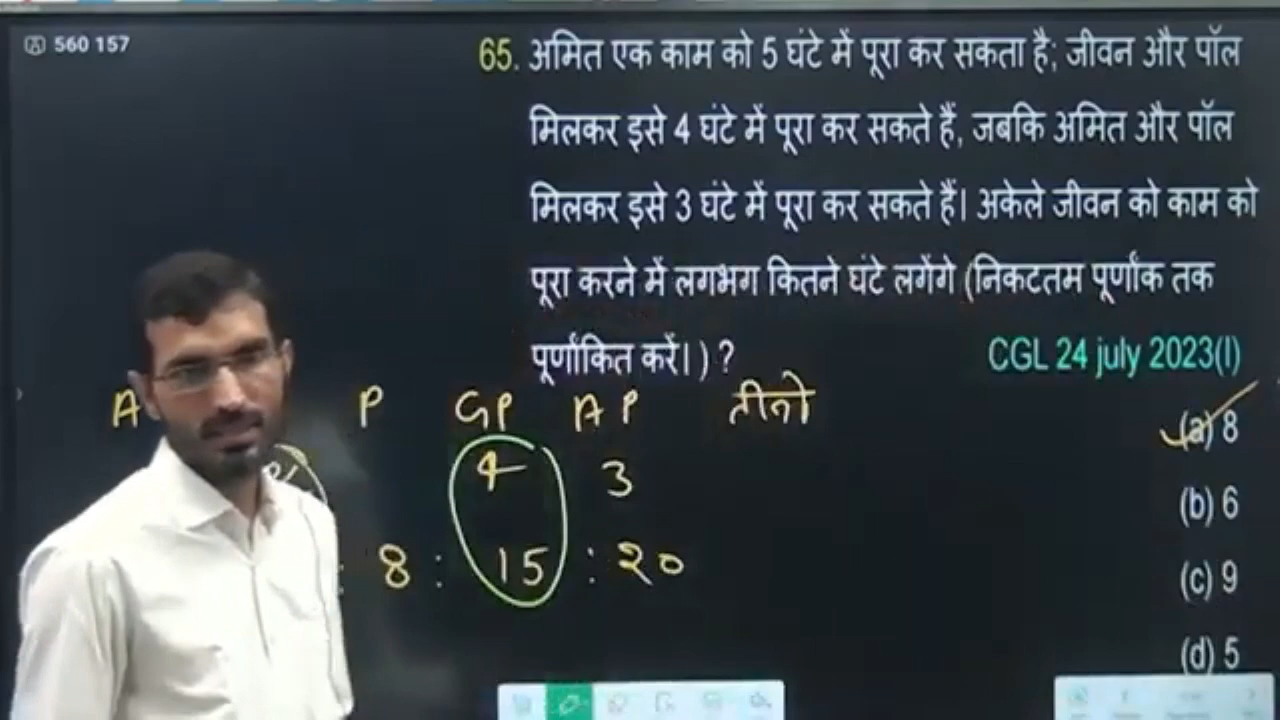 560 157
65. अमित एक काम को 5 घंटे में पूरा कर सकता है; जीवन और पॉल
मिलकर इसे 4 घंटे में पूरा कर सकते हैं, जबकि अमित और पॉल
मिलकर इसे 3 घंटे में पूरा कर सकते हैं। अकेले जीवन को काम को
पूरा करने में लगभग कितने घंटे लगेंगे (निकटतम पूर्णांक तक
पूर्णांकित करें।) ?
CGL 24 july 2023(I)
A P GP A P तीनो
4 3
8 : 15 : २०
(a) 8
(b) 6
(c) 9
(d) 5